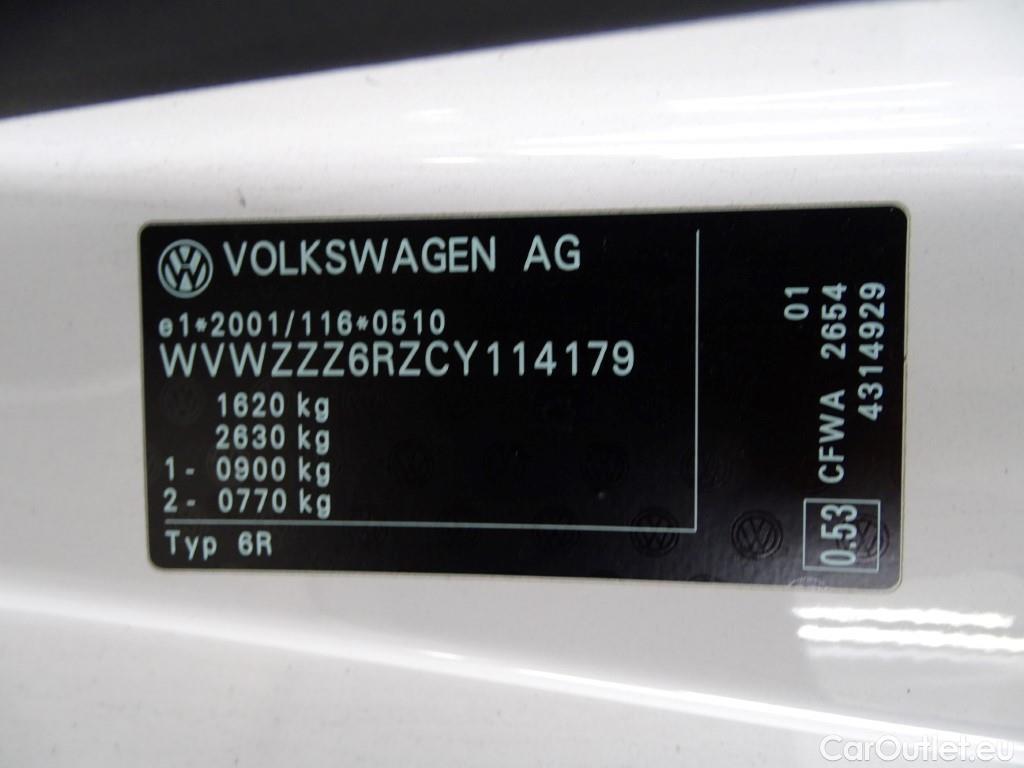 VOLKSWAGEN AG
e1*2001/116*0510
WVWZZZ6RZCY114179
1620 kg
2630 kg
1- 0900 kg
2- 0770 kg
Typ 6R
01
0.53 CFWA 2654
4314929
CarOutlet.eu